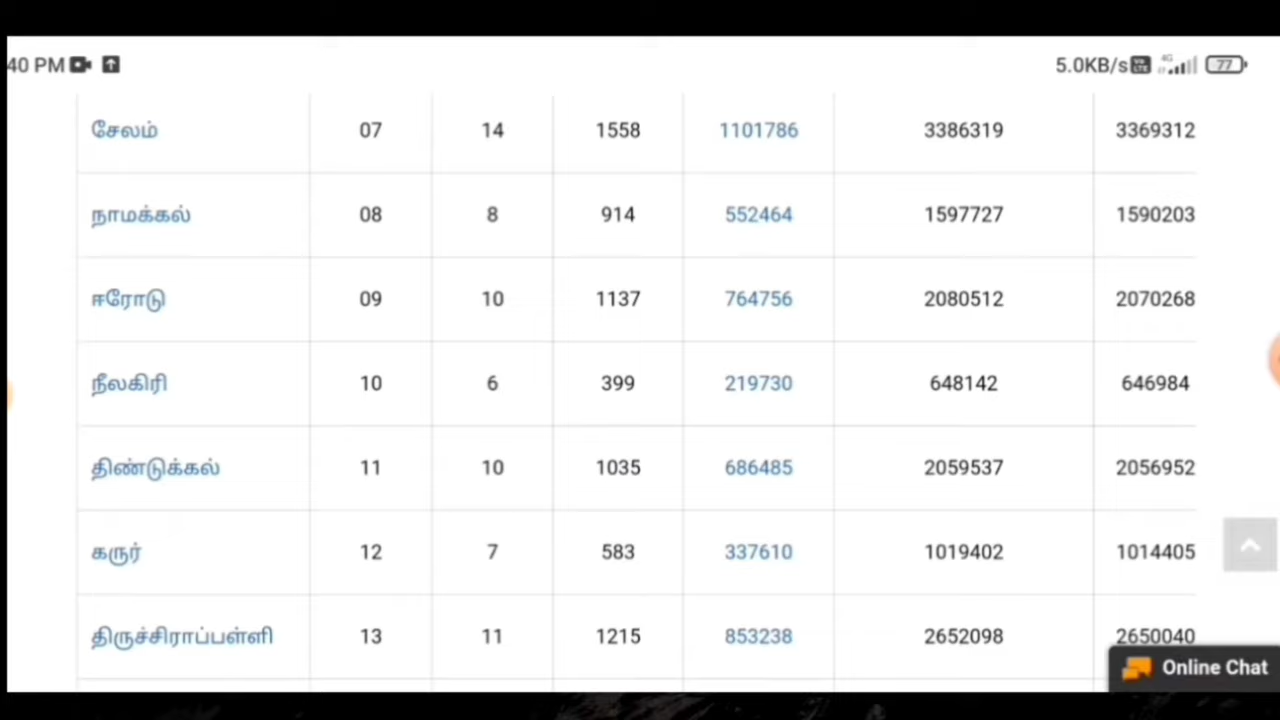 40 PM 5.0KB/s Vo LTE 4G 77
சேலம் 07 14 1558 1101786 3386319 3369312
நாமக்கல் 08 8 914 552464 1597727 1590203
ஈரோடு 09 10 1137 764756 2080512 2070268
நீலகிரி 10 6 399 219730 648142 646984
திண்டுக்கல் 11 10 1035 686485 2059537 2056952
கரூர் 12 7 583 337610 1019402 1014405
திருச்சிராப்பள்ளி 13 11 1215 853238 2652098 2650040
Online Chat